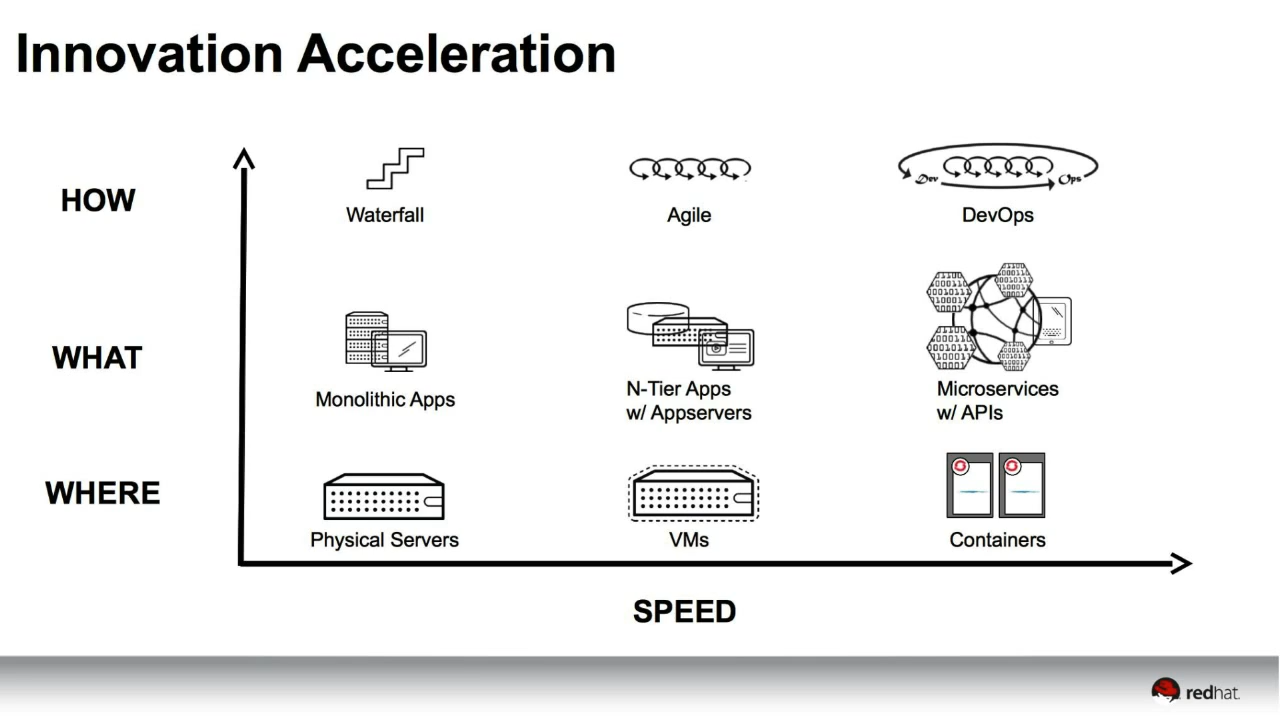 Innovation Acceleration
HOW
Waterfall
Agile
Dev
Ops
DevOps
WHAT
Monolithic Apps
N-Tier Apps
w/ Appservers
Microservices
w/ APIs
WHERE
Physical Servers
VMs
Containers
SPEED
redhat.